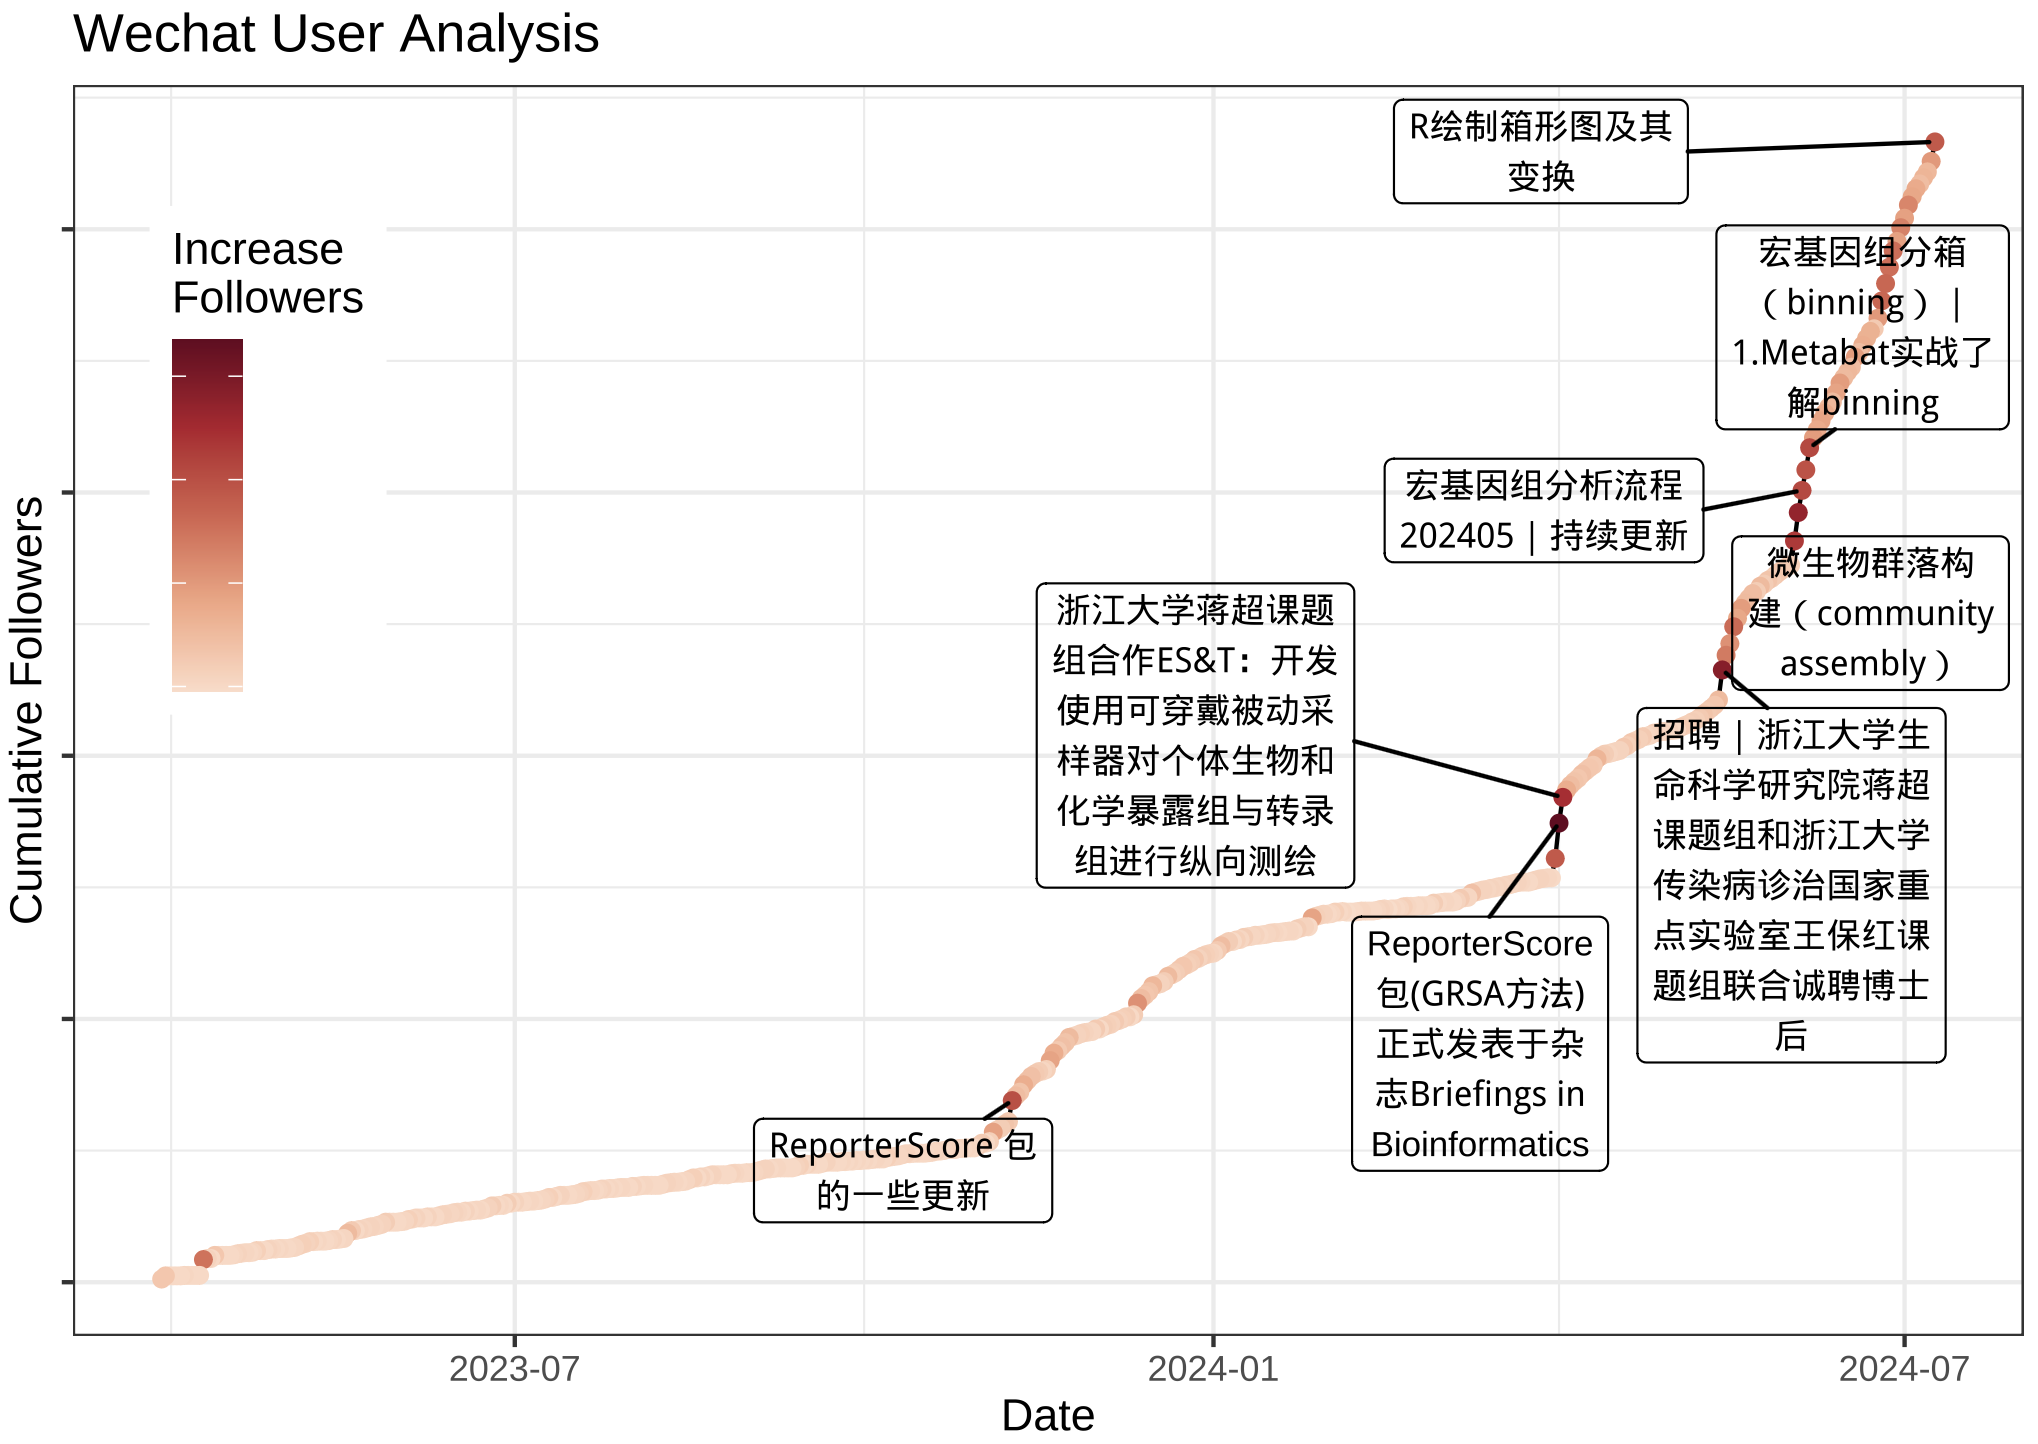 Wechat User Analysis
R绘制箱形图及其
变换
Increase
Followers
宏基因组分箱
（binning）｜
1.Metabat实战了
解binning
宏基因组分析流程
202405｜持续更新
微生物群落构
建（community
assembly）
浙江大学蒋超课题
组合作ES&T：开发
使用可穿戴被动采
样器对个体生物和
化学暴露组与转录
组进行纵向测绘
招聘｜浙江大学生
命科学研究院蒋超
课题组和浙江大学
传染病诊治国家重
点实验室王保红课
题组联合诚聘博士
后
ReporterScore
包(GRSA方法)
正式发表于杂
志Briefings in
Bioinformatics
ReporterScore 包
的一些更新
Cumulative Followers
2023-07
2024-01
2024-07
Date